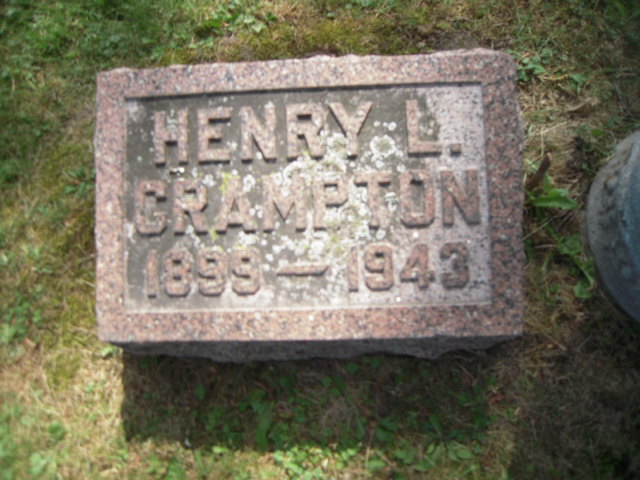 HENRY L.
CRAMPTON
1899 — 1943